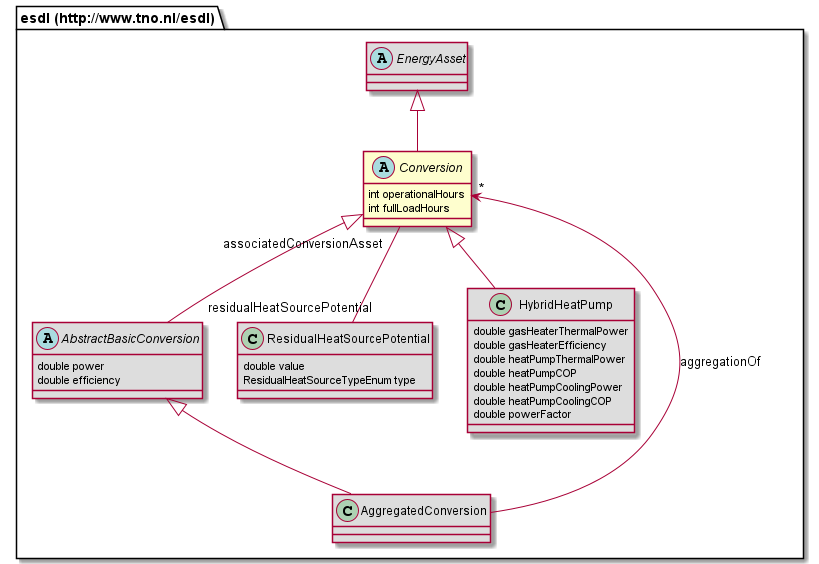 esdl (http://www.tno.nl/esdl)
A EnergyAsset
A Conversion
int operationalHours
int fullLoadHours
*
associatedConversionAsset
residualHeatSourcePotential
A AbstractBasicConversion
double power
double efficiency
C ResidualHeatSourcePotential
double value
ResidualHeatSourceTypeEnum type
C HybridHeatPump
double gasHeaterThermalPower
double gasHeaterEfficiency
double heatPumpThermalPower
double heatPumpCOP
double heatPumpCoolingPower
double heatPumpCoolingCOP
double powerFactor
aggregationOf
C AggregatedConversion